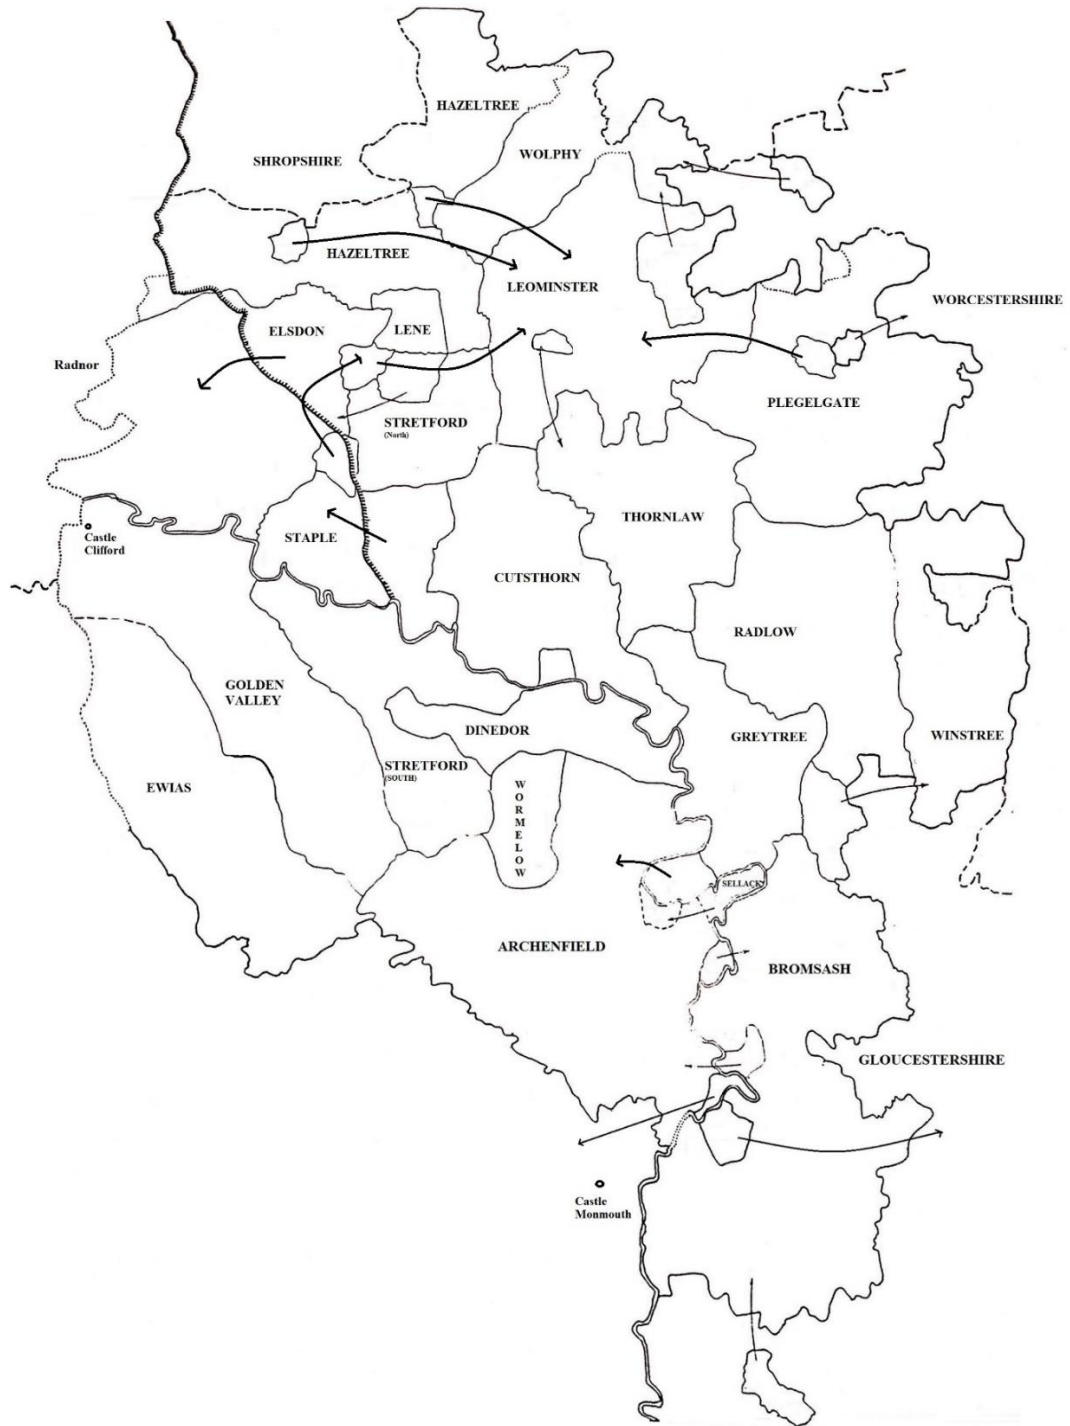 HAZELTREE
WOLPHY
SHROPSHIRE
HAZELTREE
LEOMINSTER
WORCESTERSHIRE
ELSDON
LENE
Radnor
PLEGELGATE
STRETFORD
(North)
THORNLAW
STAPLE
Castle
Clifford
CUTSTHORN
RADLOW
GOLDEN
VALLEY
DINEDOR
GREYTREE
WINSTREE
STRETFORD
(SOUTH)
EWIAS
W
O
R
M
E
L
O
W
SELLACK
ARCHENFIELD
BROMSASH
GLOUCESTERSHIRE
Castle
Monmouth